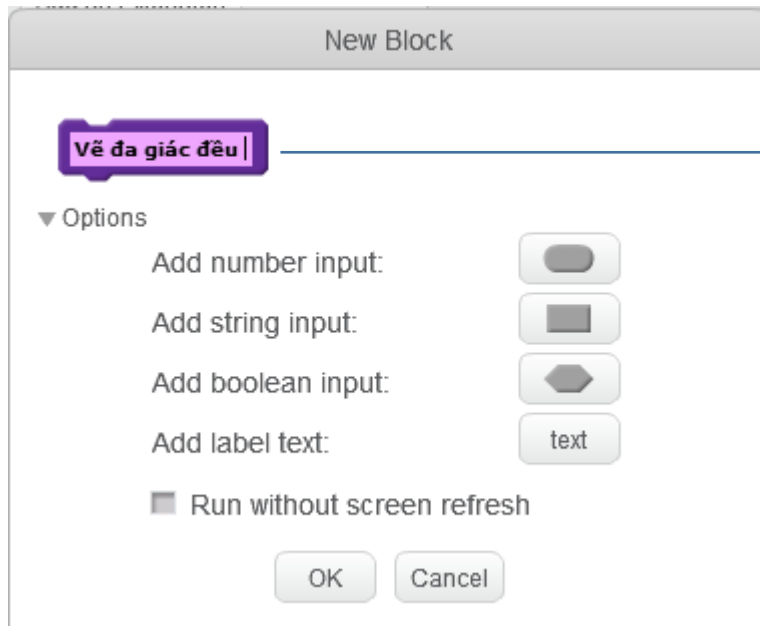 New Block
Vẽ đa giác đều
Options
Add number input:
Add string input:
Add boolean input:
Add label text: text
Run without screen refresh
OK Cancel